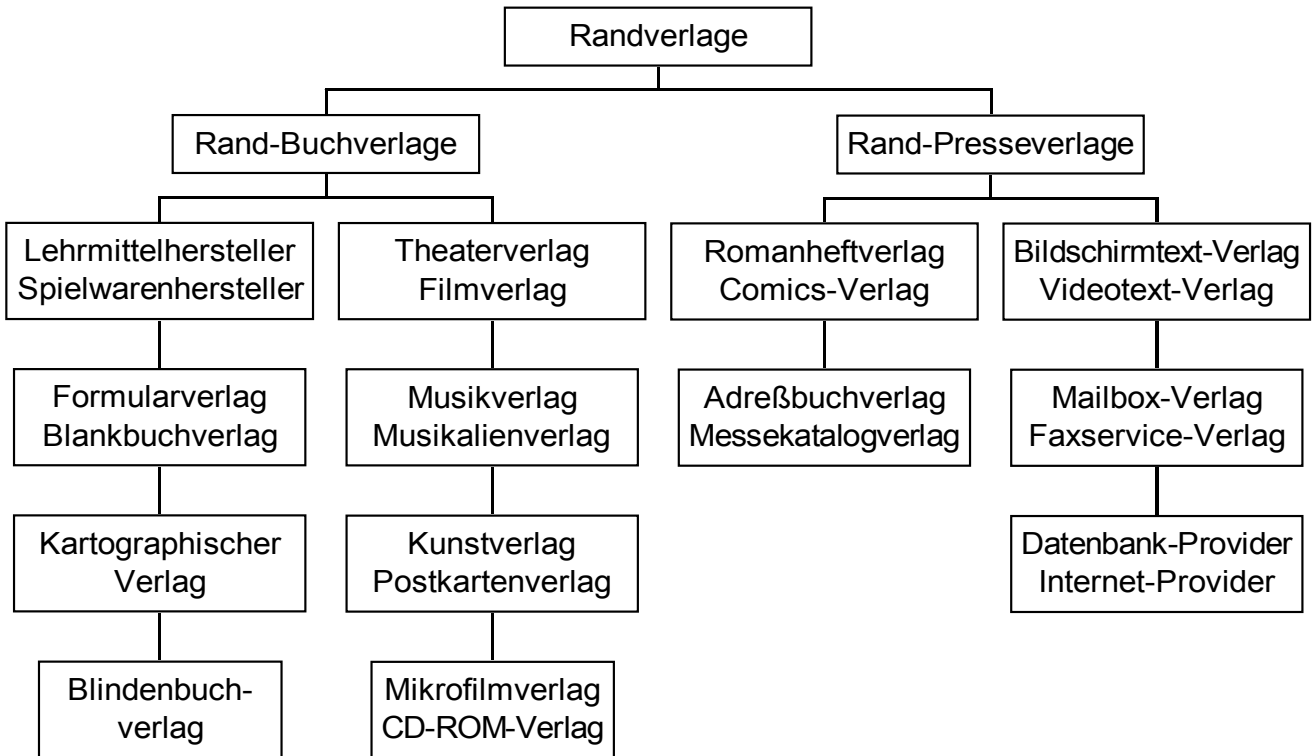 Randverlage
Rand-Buchverlage
Rand-Presseverlage
Lehrmittelhersteller
Spielwarenhersteller
Theaterverlag
Filmverlag
Romanheftverlag
Comics-Verlag
Bildschirmtext-Verlag
Videotext-Verlag
Formularverlag
Blankbuchverlag
Musikverlag
Musikalienverlag
Adreßbuchverlag
Messekatalogverlag
Mailbox-Verlag
Faxservice-Verlag
Kartographischer
Verlag
Kunstverlag
Postkartenverlag
Datenbank-Provider
Internet-Provider
Blindenbuch-
verlag
Mikrofilmverlag
CD-ROM-Verlag